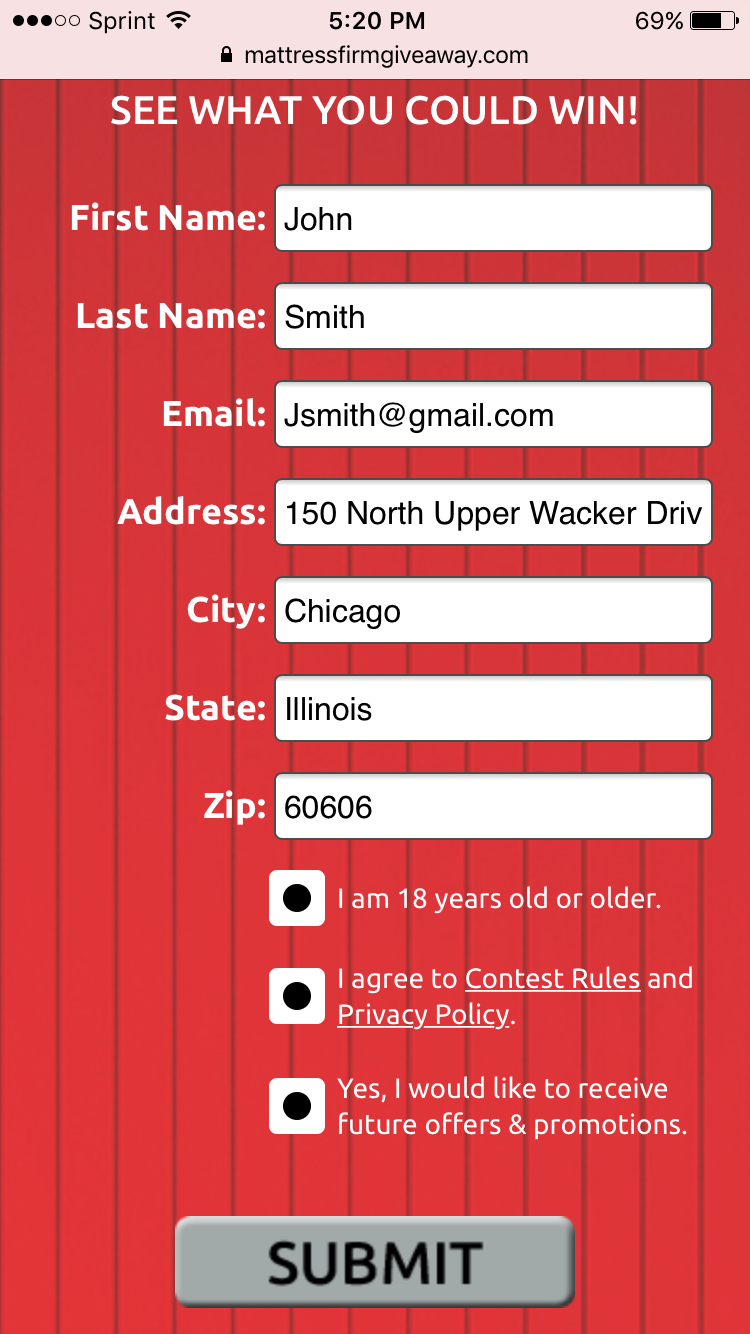 Sprint 5:20 PM 69%
mattressfirmgiveaway.com
SEE WHAT YOU COULD WIN!
First Name: John
Last Name: Smith
Email: Jsmith@gmail.com
Address: 150 North Upper Wacker Driv
City: Chicago
State: Illinois
Zip: 60606
I am 18 years old or older.
I agree to Contest Rules and
Privacy Policy.
Yes, I would like to receive
future offers & promotions.
SUBMIT